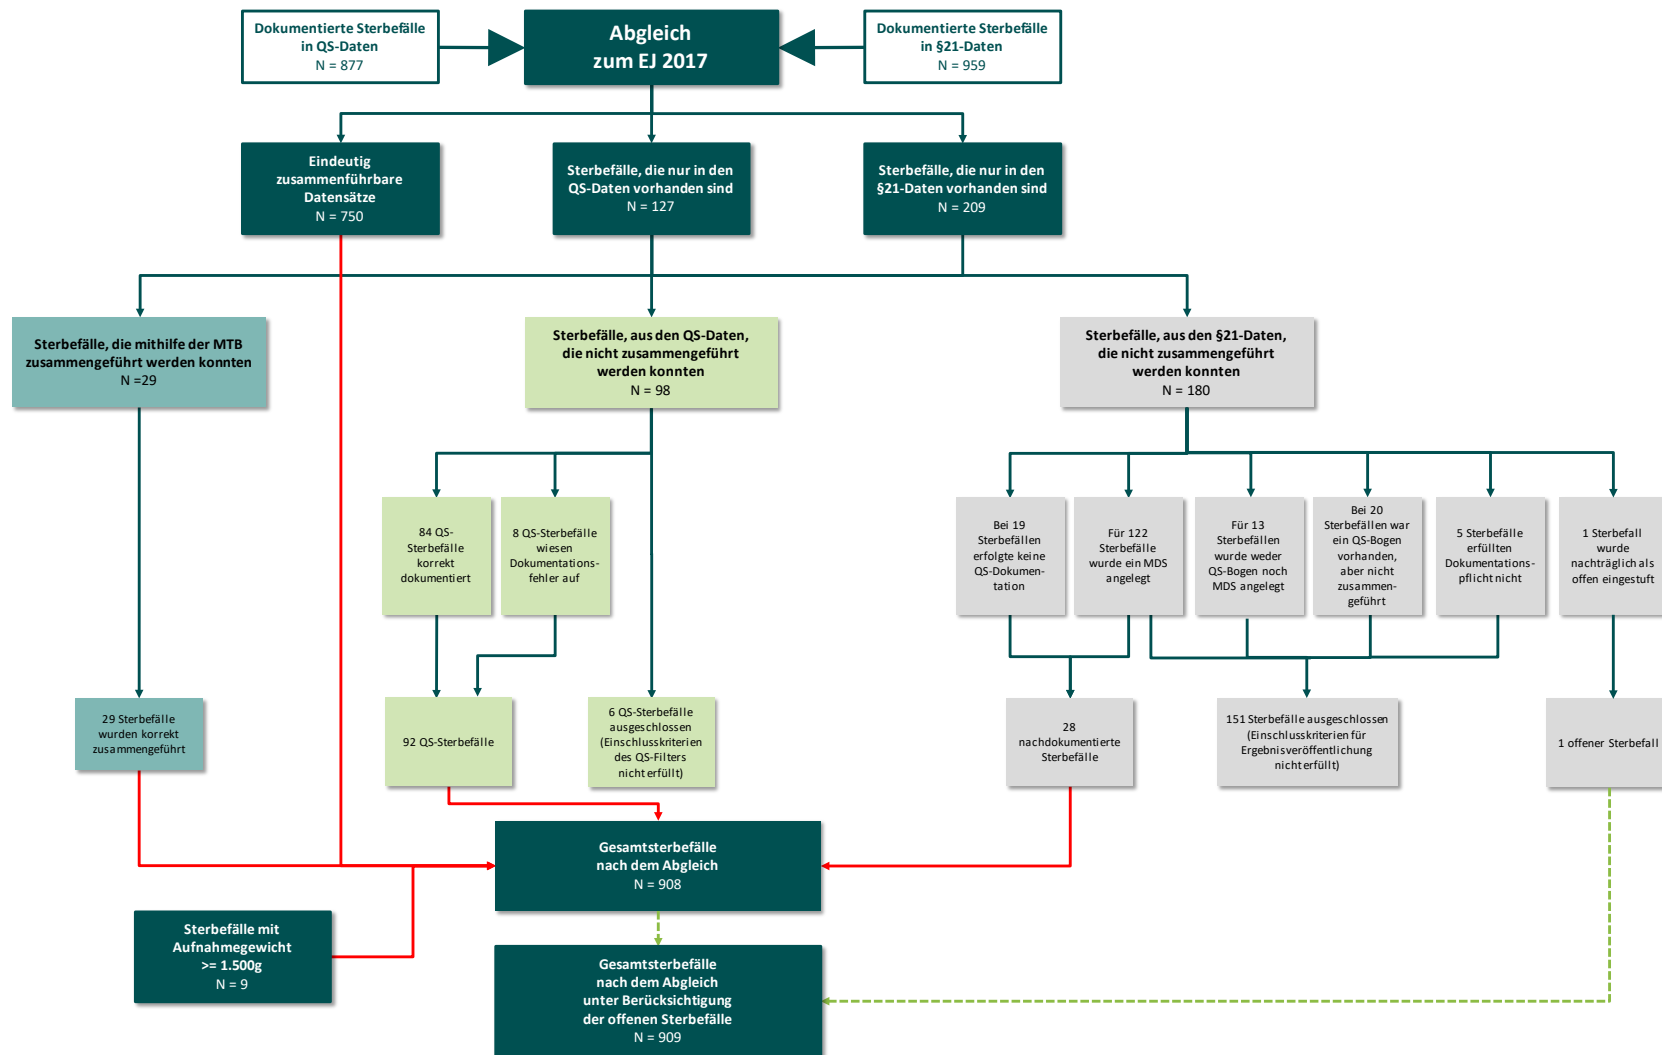 Dokumentierte Sterbefälle
in QS-Daten
N = 877
Abgleich
zum EJ 2017
Dokumentierte Sterbefälle
in §21-Daten
N = 959
Eindeutig
zusammenführbare
Datensätze
N = 750
Sterbefälle, die nur in den
QS-Daten vorhanden sind
N = 127
Sterbefälle, die nur in den
§21-Daten vorhanden sind
N = 209
Sterbefälle, die mithilfe der MTB
zusammengeführt werden konnten
N =29
Sterbefälle, aus den QS-Daten,
die nicht zusammengeführt
werden konnten
N = 98
Sterbefälle, aus den §21-Daten,
die nicht zusammengeführt
werden konnten
N = 180
84 QS-
Sterbefälle
korrekt
dokumentiert
8 QS-Sterbefälle
wiesen
Dokumentations-
fehler auf
Bei 19
Sterbefällen
erfolgte keine
QS-Dokumen-
tation
Für 122
Sterbefälle
wurde ein MDS
angelegt
Für 13
Sterbefällen
wurde weder
QS-Bogen noch
MDS angelegt
Bei 20
Sterbefällen war
ein QS-Bogen
vorhanden,
aber nicht
zusammen-
geführt
5 Sterbefälle
erfüllten
Dokumentations-
pflicht nicht
1 Sterbefall
wurde
nachträglich als
offen eingestuft
29 Sterbefälle
wurden korrekt
zusammengeführt
92 QS-Sterbefälle
6 QS-Sterbefälle
ausgeschlossen
(Einschlusskriterien
des QS-Filters
nicht erfüllt)
28
nachdokumentierte
Sterbefälle
151 Sterbefälle ausgeschlossen
(Einschlusskriterien für
Ergebnisveröffentlichung
nicht erfüllt)
1 offener Sterbefall
Gesamtsterbefälle
nach dem Abgleich
N = 908
Sterbefälle mit
Aufnahmegewicht
>= 1.500g
N = 9
Gesamtsterbefälle
nach dem Abgleich
unter Berücksichtigung
der offenen Sterbefälle
N = 909